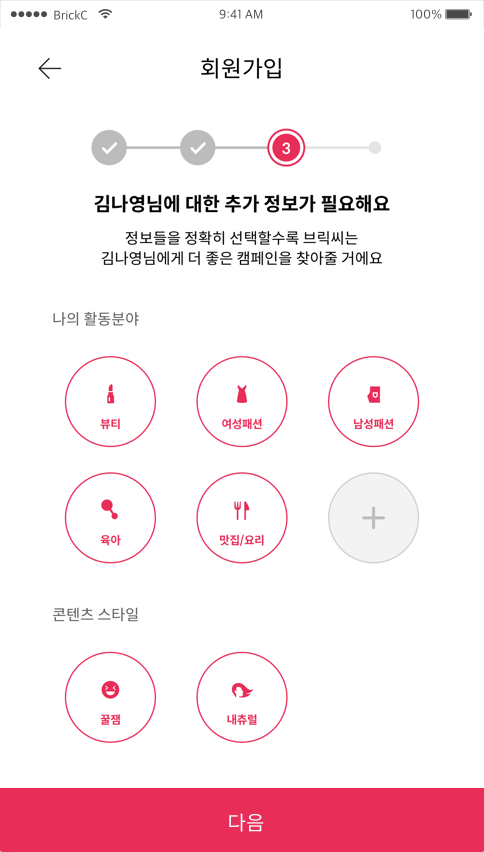 BrickC 9:41 AM 100%
회원가입
3
김나영님에 대한 추가 정보가 필요해요
정보들을 정확히 선택할수록 브릭씨는
김나영님에게 더 좋은 캠페인을 찾아줄 거에요
나의 활동분야
뷰티 여성패션 남성패션
육아 맛집/요리
콘텐츠 스타일
꿀잼 내츄럴
다음